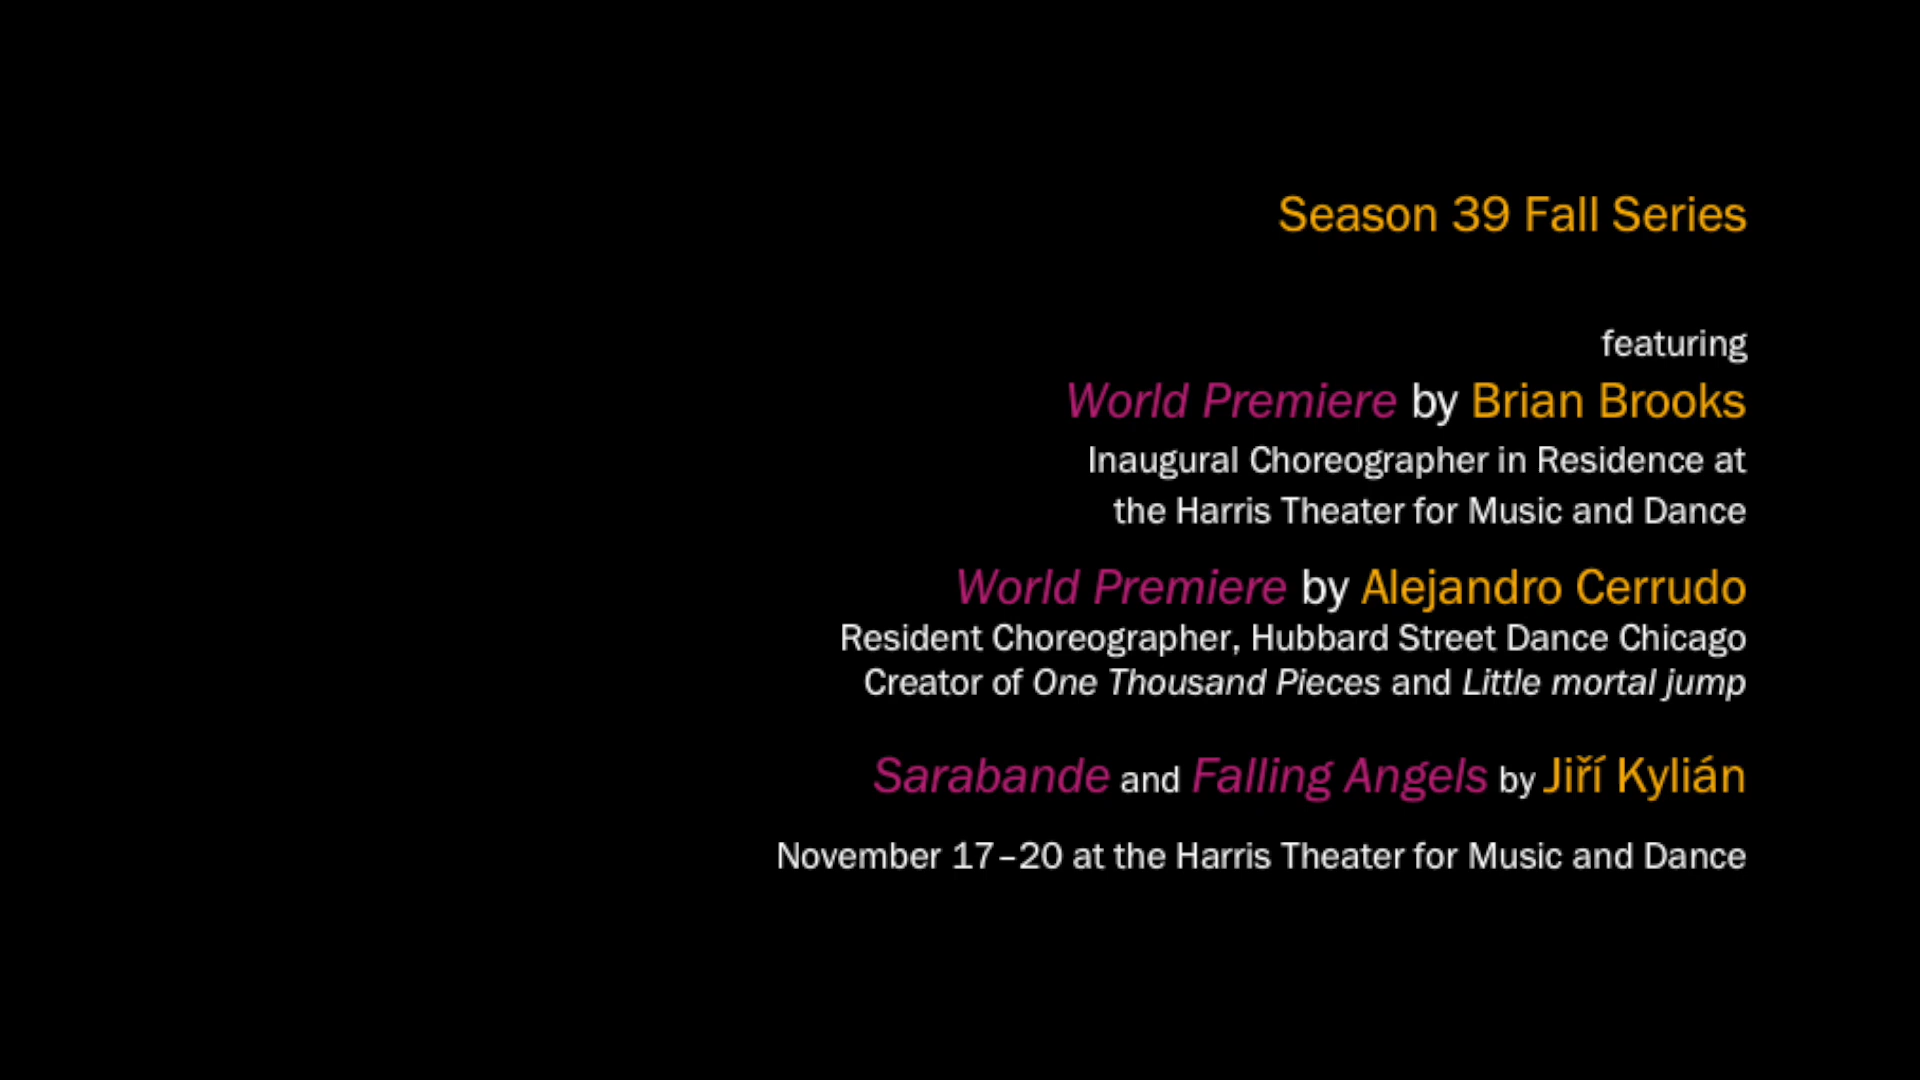 Season 39 Fall Series
featuring
World Premiere by Brian Brooks
Inaugural Choreographer in Residence at
the Harris Theater for Music and Dance
World Premiere by Alejandro Cerrudo
Resident Choreographer, Hubbard Street Dance Chicago
Creator of One Thousand Pieces and Little mortal jump
Sarabande and Falling Angels by Jiří Kylián
November 17–20 at the Harris Theater for Music and Dance